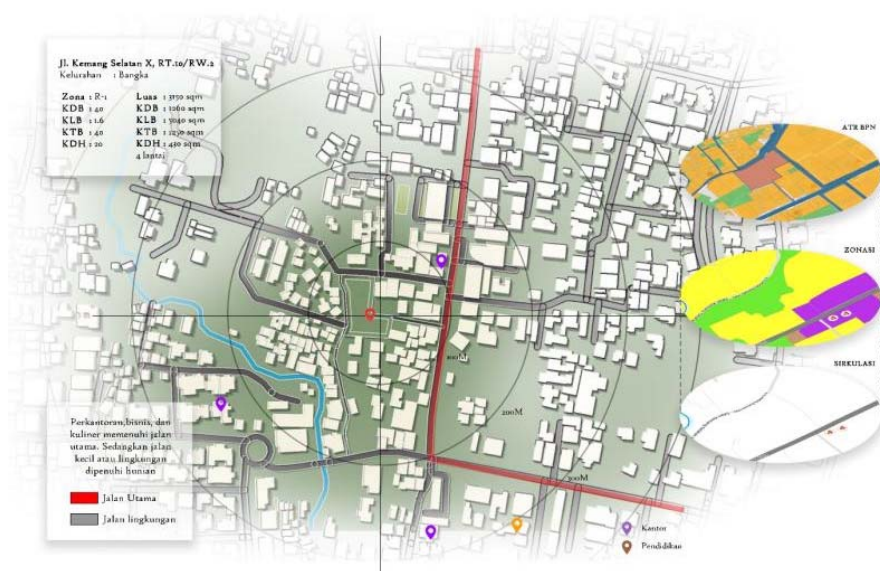 Jl. Kemang Selatan X, RT.10/RW.2
Kelurahan : Bangka
Zona : R-1 Luas : 3150 sqm
KDB : 40 KDB : 1260 sqm
KLB : 1.6 KLB : 5040 sqm
KTB : 40 KTB : sqm
KDH : 20 KDH : sqm
4 lantai
ATR BPN
ZONASI
SIRKULASI
100M
200M
300M
Perkantoran,bisnis, dan
kuliner memenuhi jalan
utama. Sedangkan jalan
kecil atau lingkungan
dipenuhi hunian
Jalan Utama
Jalan lingkungan
Kantor
Pendidikan